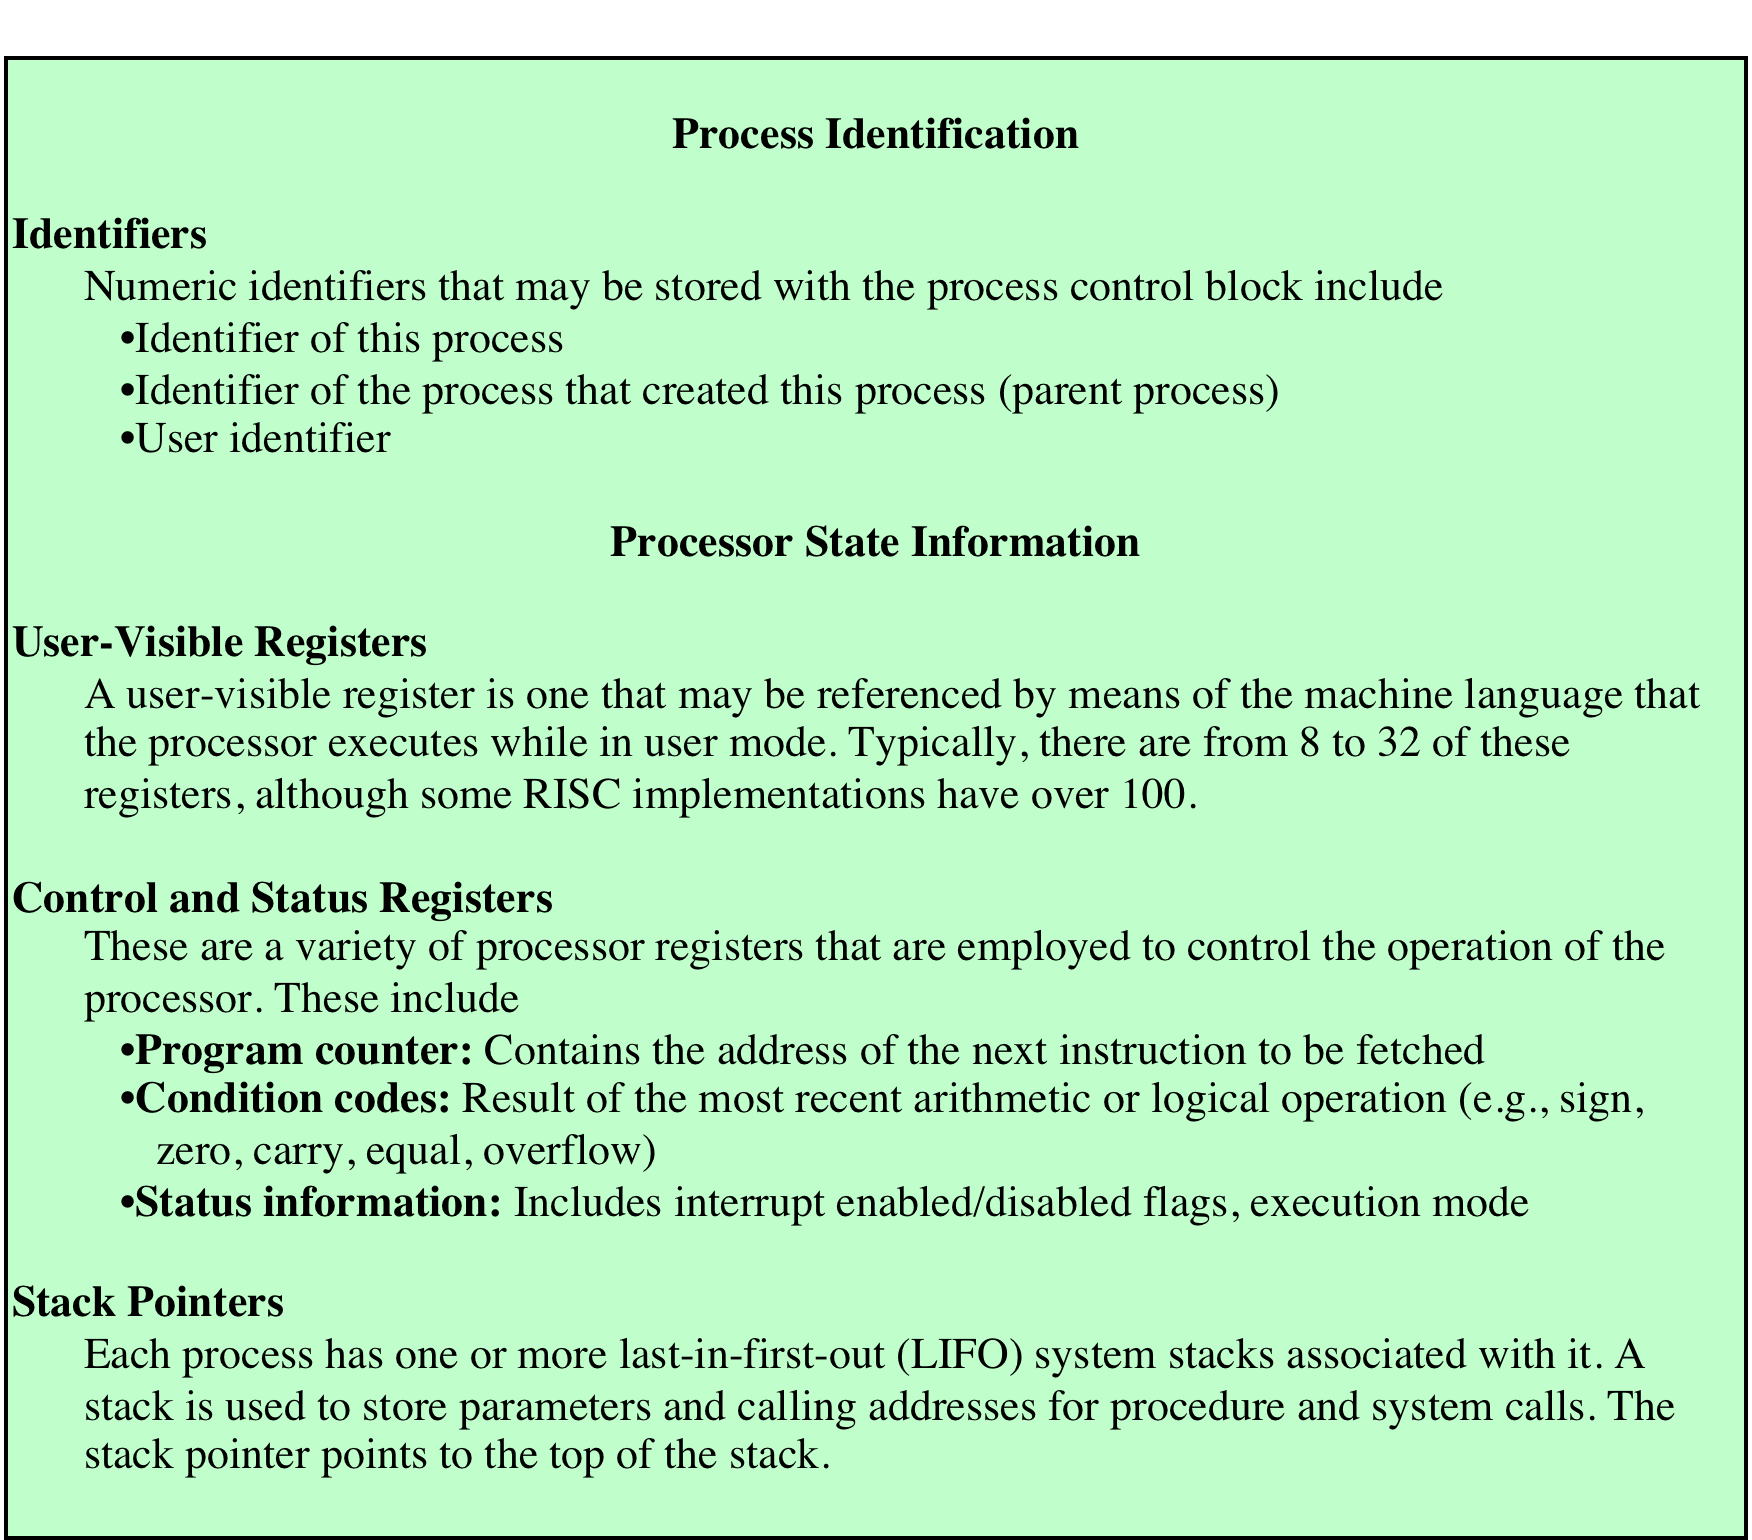 Process Identification
Identifiers
Numeric identifiers that may be stored with the process control block include
•Identifier of this process
•Identifier of the process that created this process (parent process)
•User identifier
Processor State Information
User-Visible Registers
A user-visible register is one that may be referenced by means of the machine language that
the processor executes while in user mode. Typically, there are from 8 to 32 of these
registers, although some RISC implementations have over 100.
Control and Status Registers
These are a variety of processor registers that are employed to control the operation of the
processor. These include
•Program counter: Contains the address of the next instruction to be fetched
•Condition codes: Result of the most recent arithmetic or logical operation (e.g., sign,
zero, carry, equal, overflow)
•Status information: Includes interrupt enabled/disabled flags, execution mode
Stack Pointers
Each process has one or more last-in-first-out (LIFO) system stacks associated with it. A
stack is used to store parameters and calling addresses for procedure and system calls. The
stack pointer points to the top of the stack.